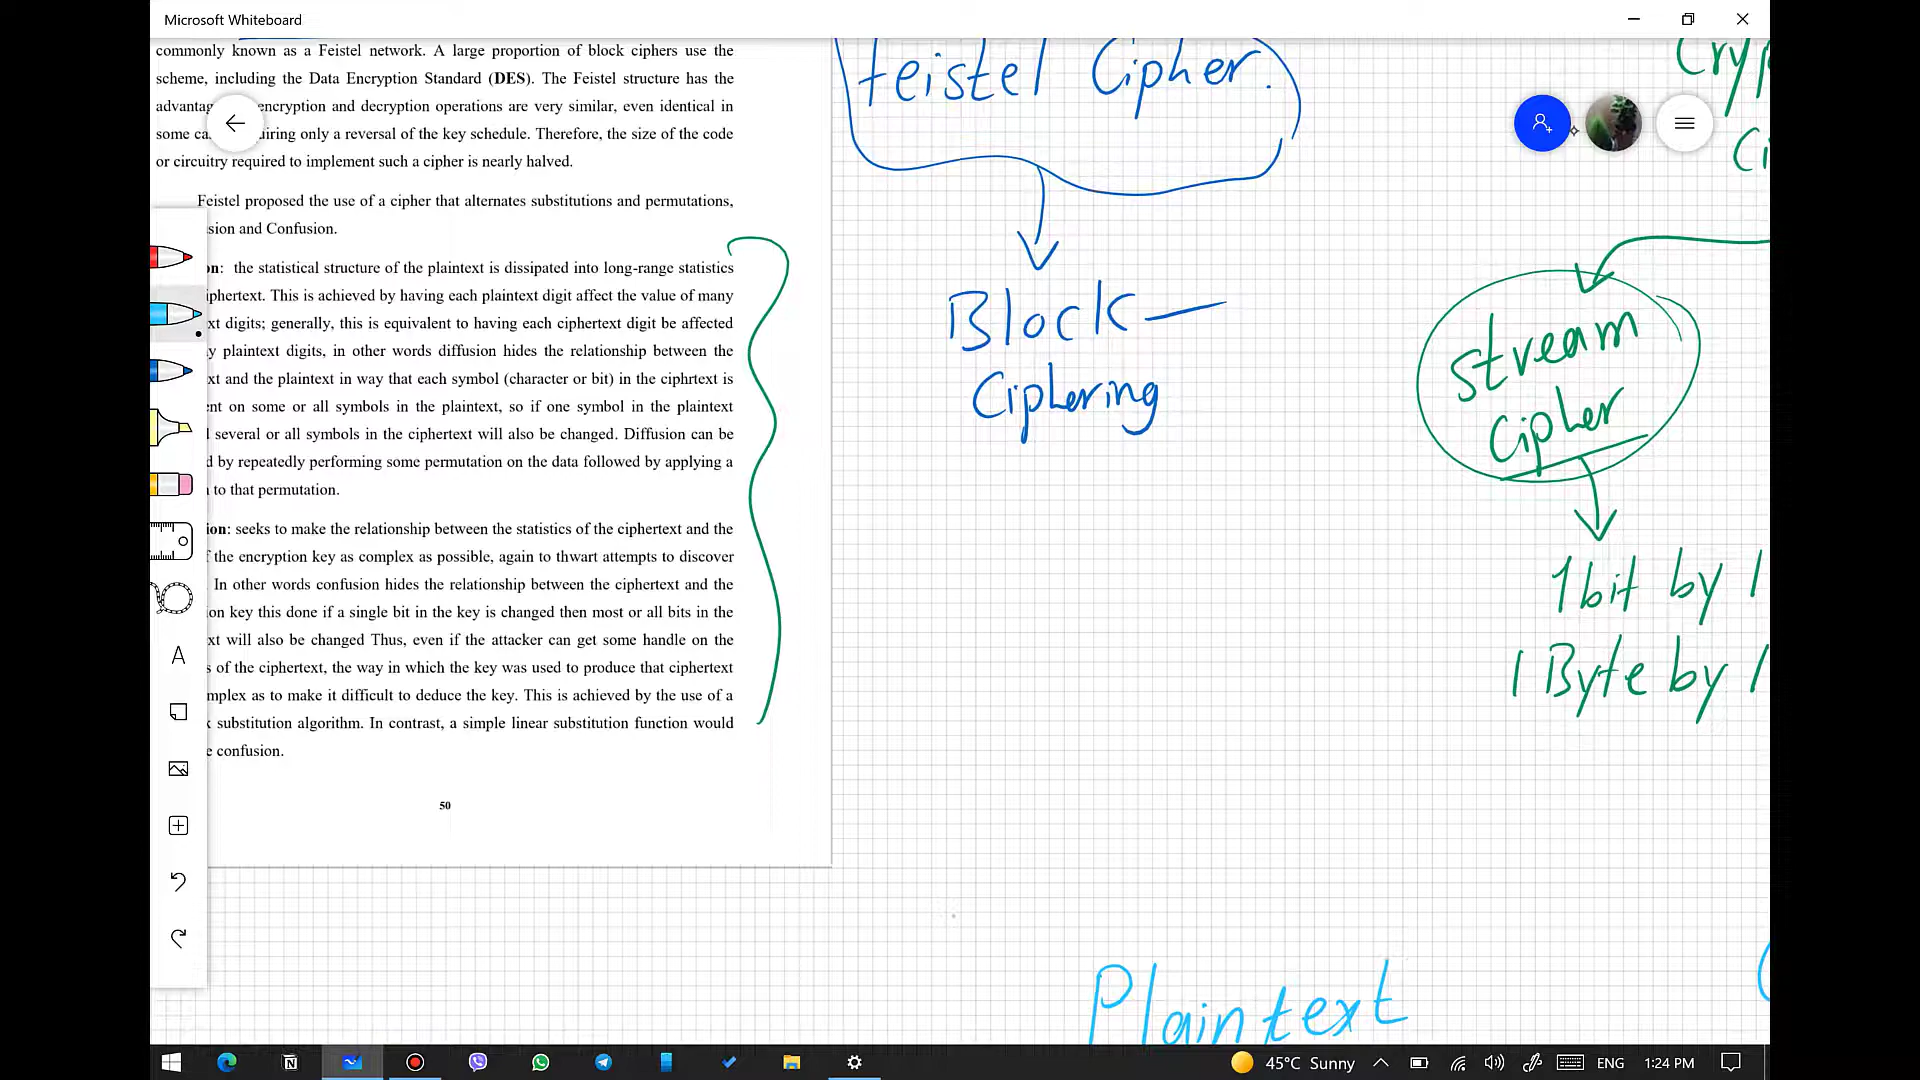 Microsoft Whiteboard
commonly known as a Feistel network. A large proportion of block ciphers use the
scheme, including the Data Encryption Standard (DES). The Feistel structure has the
advantag encryption and decryption operations are very similar, even identical in
some ca uiring only a reversal of the key schedule. Therefore, the size of the code
or circuitry required to implement such a cipher is nearly halved.
Feistel proposed the use of a cipher that alternates substitutions and permutations,
sion and Confusion.
on: the statistical structure of the plaintext is dissipated into long-range statistics
iphertext. This is achieved by having each plaintext digit affect the value of many
xt digits; generally, this is equivalent to having each ciphertext digit be affected
y plaintext digits, in other words diffusion hides the relationship between the
xt and the plaintext in way that each symbol (character or bit) in the ciphrtext is
ent on some or all symbols in the plaintext, so if one symbol in the plaintext
d several or all symbols in the ciphertext will also be changed. Diffusion can be
d by repeatedly performing some permutation on the data followed by applying a
n to that permutation.
ion: seeks to make the relationship between the statistics of the ciphertext and the
f the encryption key as complex as possible, again to thwart attempts to discover
In other words confusion hides the relationship between the ciphertext and the
ion key this done if a single bit in the key is changed then most or all bits in the
xt will also be changed Thus, even if the attacker can get some handle on the
s of the ciphertext, the way in which the key was used to produce that ciphertext
mplex as to make it difficult to deduce the key. This is achieved by the use of a
x substitution algorithm. In contrast, a simple linear substitution function would
e confusion.
50
feistel Cipher.
Block —
Ciphering
Cryp
Ci
stream
cipher
1 bit by 1
1 Byte by 1
Plaintext
45°C Sunny
ENG
1:24 PM